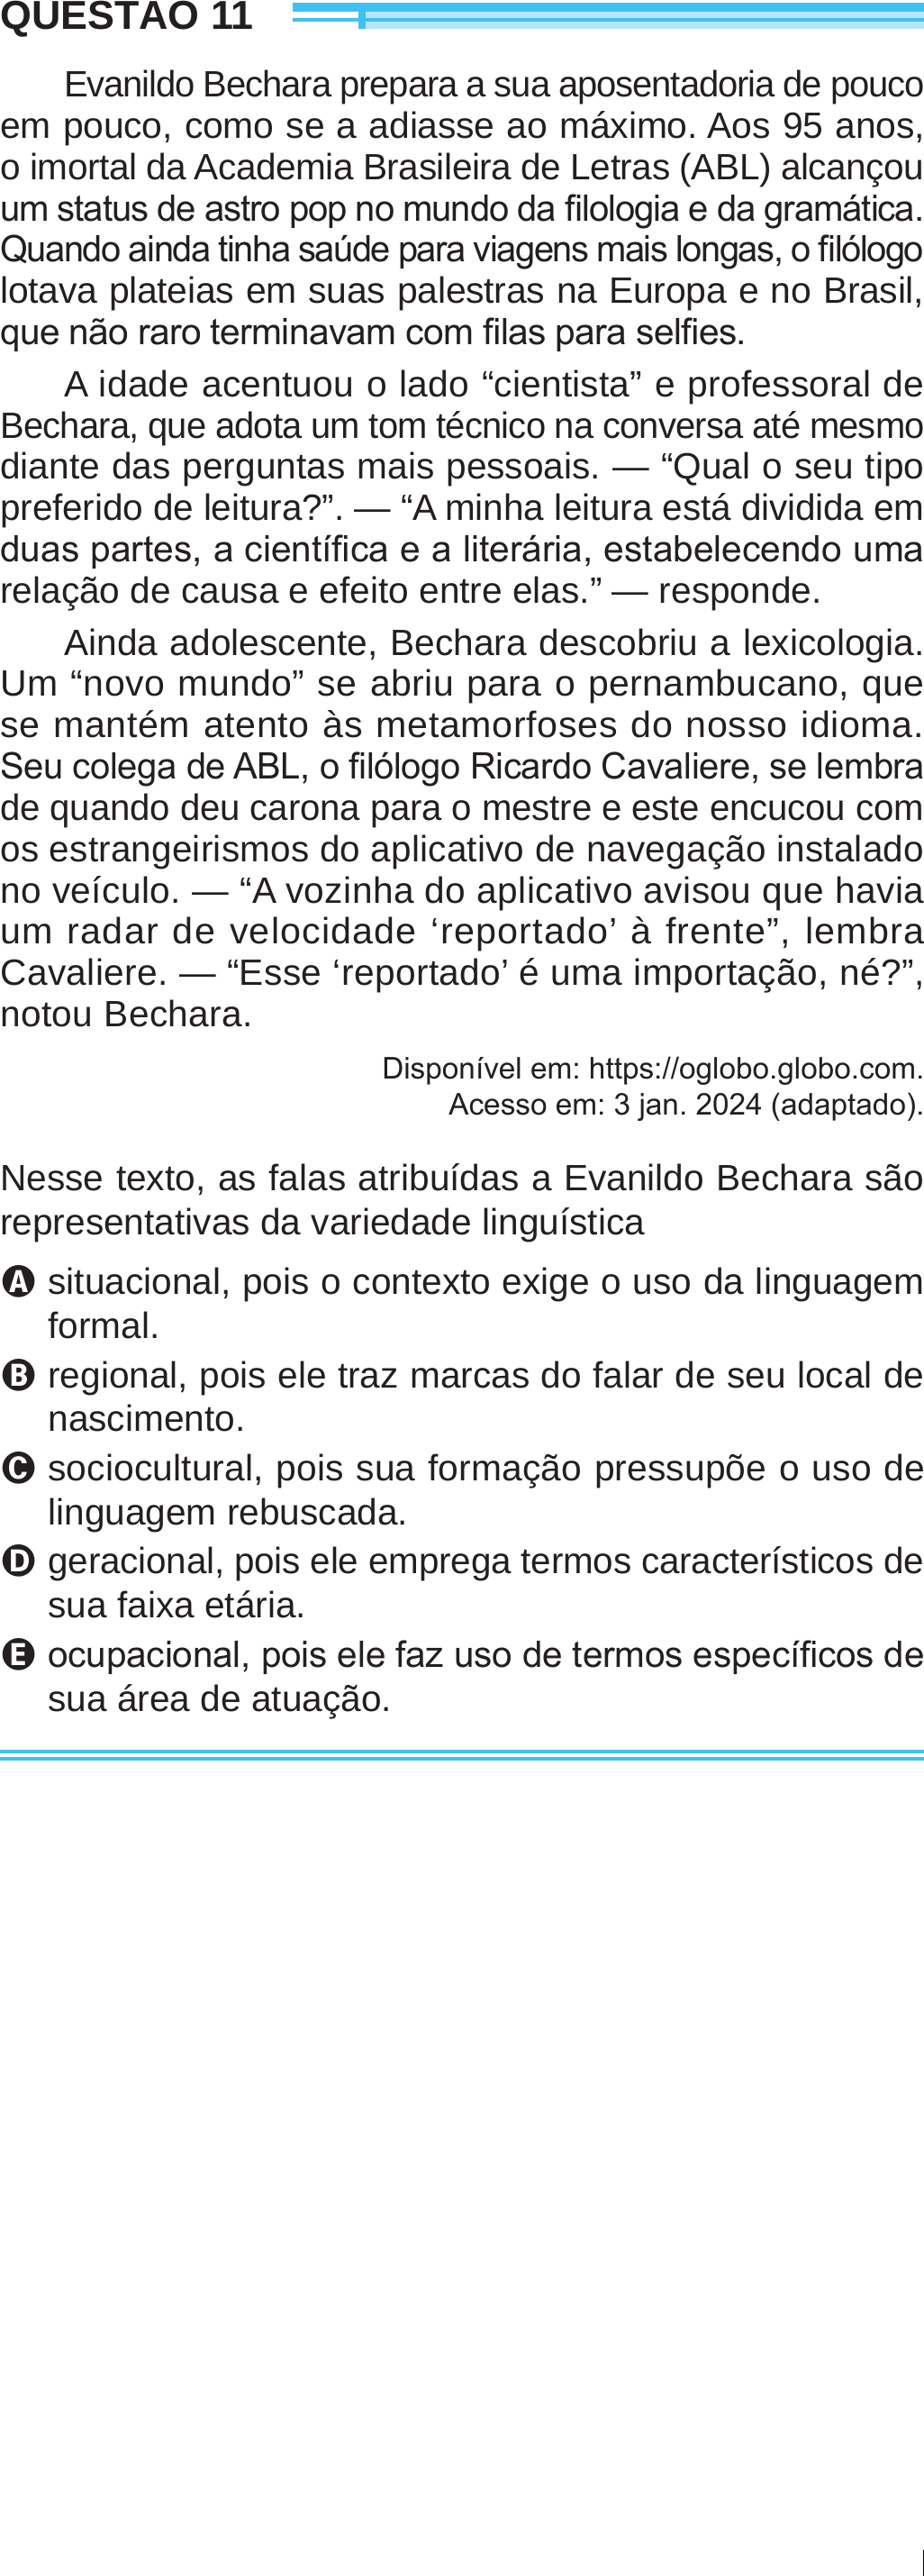 QUESTÃO 11
Evanildo Bechara prepara a sua aposentadoria de pouco
em pouco, como se a adiasse ao máximo. Aos 95 anos,
o imortal da Academia Brasileira de Letras (ABL) alcançou
um status de astro pop no mundo da filologia e da gramática.
Quando ainda tinha saúde para viagens mais longas, o filólogo
lotava plateias em suas palestras na Europa e no Brasil,
que não raro terminavam com filas para selfies.
A idade acentuou o lado “cientista” e professoral de
Bechara, que adota um tom técnico na conversa até mesmo
diante das perguntas mais pessoais. — “Qual o seu tipo
preferido de leitura?”. — “A minha leitura está dividida em
duas partes, a científica e a literária, estabelecendo uma
relação de causa e efeito entre elas.” — responde.
Ainda adolescente, Bechara descobriu a lexicologia.
Um “novo mundo” se abriu para o pernambucano, que
se mantém atento às metamorfoses do nosso idioma.
Seu colega de ABL, o filólogo Ricardo Cavaliere, se lembra
de quando deu carona para o mestre e este encucou com
os estrangeirismos do aplicativo de navegação instalado
no veículo. — “A vozinha do aplicativo avisou que havia
um radar de velocidade ‘reportado’ à frente”, lembra
Cavaliere. — “Esse ‘reportado’ é uma importação, né?”,
notou Bechara.
Disponível em: https://oglobo.globo.com.
Acesso em: 3 jan. 2024 (adaptado).
Nesse texto, as falas atribuídas a Evanildo Bechara são
representativas da variedade linguística
A situacional, pois o contexto exige o uso da linguagem
formal.
B regional, pois ele traz marcas do falar de seu local de
nascimento.
C sociocultural, pois sua formação pressupõe o uso de
linguagem rebuscada.
D geracional, pois ele emprega termos característicos de
sua faixa etária.
E ocupacional, pois ele faz uso de termos específicos de
sua área de atuação.